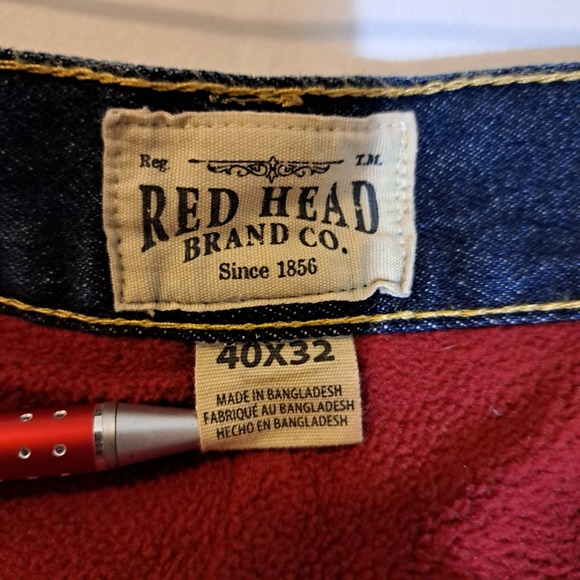 Reg. T.M.
RED HEAD
BRAND CO.
Since 1856
40X32
MADE IN BANGLADESH
FABRIQUÉ AU BANGLADESH
HECHO EN BANGLADESH